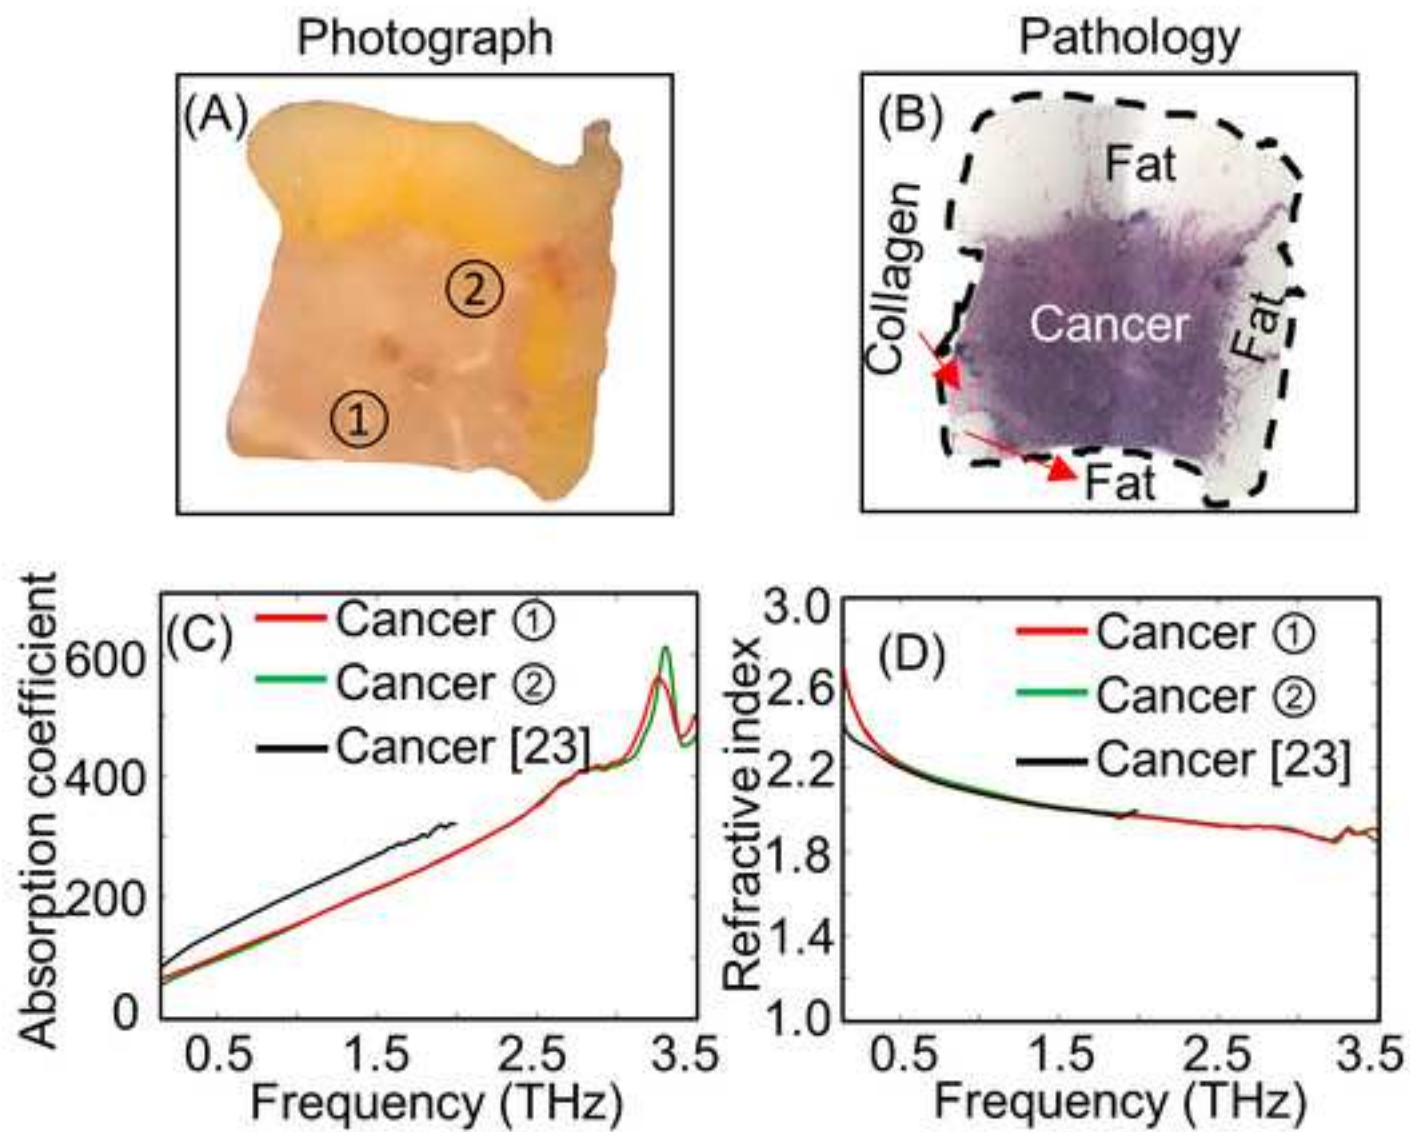 Photograph
Pathology
(A)
②
①
(B)
Fat
Collagen
Cancer
Fat
Fat
(C)
Cancer ①
Cancer ②
Cancer [23]
Absorption coefficient
600
400
200
0
0.5 1.5 2.5 3.5
Frequency (THz)
(D)
Cancer ①
Cancer ②
Cancer [23]
Refractive index
3.0
2.6
2.2
1.8
1.4
1.0
0.5 1.5 2.5 3.5
Frequency (THz)